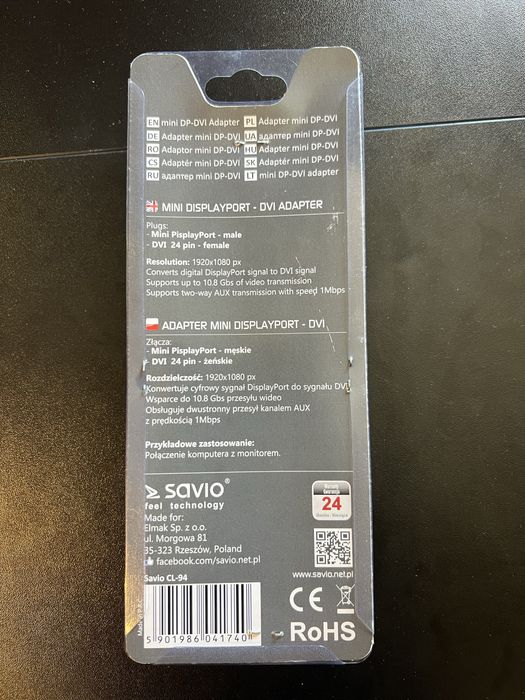 EN mini DP-DVI Adapter PL Adapter mini DP-DVI
DE Adapter mini DP-DVI UA адаптер мini DP-DVI
RO Adaptor mini DP-DVI HU Adapter mini DP-DVI
CS Adaptér mini DP-DVI SK Adaptér mini DP-DVI
RU адаптер mini DP-DVI LT mini DP-DVI adapter
MINI DISPLAYPORT - DVI ADAPTER
Plugs:
- Mini PisplayPort - male
- DVI 24 pin - female
Resolution: 1920x1080 px
Converts digital DisplayPort signal to DVI signal
Supports up to 10.8 Gbs of video transmission
Supports two-way AUX transmission with speed 1Mbps
ADAPTER MINI DISPLAYPORT - DVI
Złącza:
- Mini PisplayPort - męskie
- DVI 24 pin - żeńskie
Rozdzielczość: 1920x1080 px
Konwertuje cyfrowy sygnał DisplayPort do sygnału DVI
Wsparce do 10.8 Gbs przesyłu wideo
Obsługuje dwustronny przesył kanałem AUX
z prędkością 1Mbps
Przykładowe zastosowanie:
Połączenie komputera z monitorem.
savio®
feel technology
Made for:
Elmak Sp. z o.o.
ul. Morgowa 81
35-323 Rzeszów, Poland
facebook.com/savio.net.pl
Savio CL-94
Made in P.R.C.
5 901986 041740
Warranty
Gwarancja
24
Months / Miesiące
www.savio.net.pl
CE
RoHS